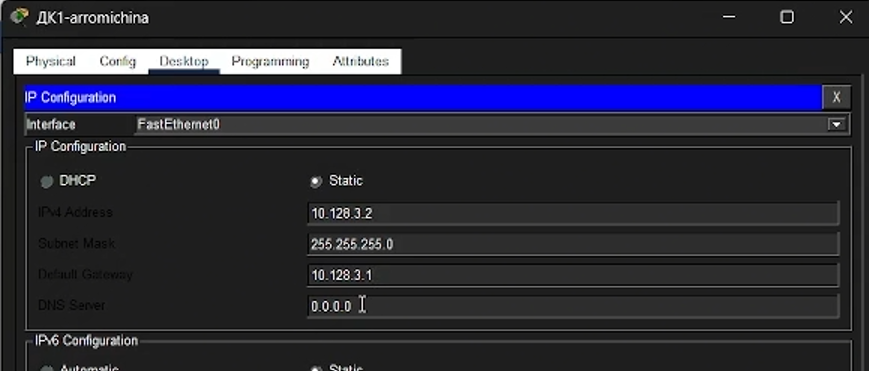 ДК1-arromichina
Physical Config Desktop Programming Attributes
IP Configuration X
Interface FastEthernet0
IP Configuration
DHCP Static
IPv4 Address 10.128.3.2
Subnet Mask 255.255.255.0
Default Gateway 10.128.3.1
DNS Server 0.0.0.0
IPv6 Configuration
Automatic Static